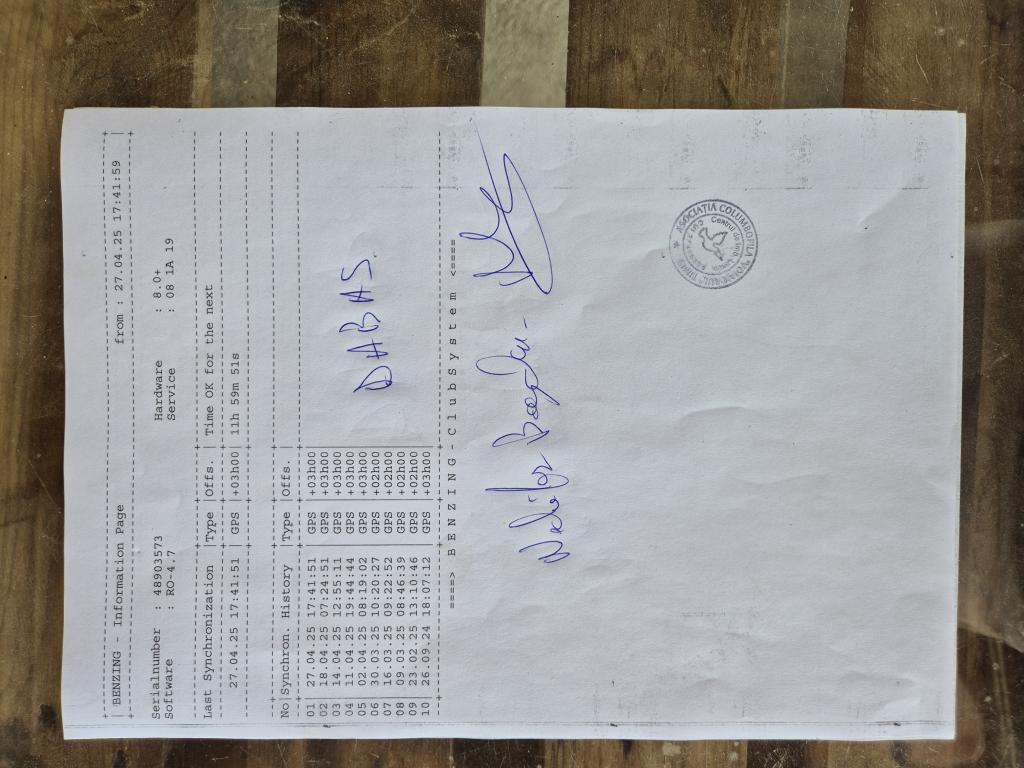 | BENZING - Information Page from : 27.04.25 17:41:59 |
Serialnumber : 48903573 Hardware : 8.0+
Software : RO-4.7 Service : 08 1A 19
Last Synchronization |Type |Offs. | Time OK for the next
27.04.25 17:41:51| GPS |+03h00| 11h 59m 51s
No|Synchron. History |Type |Offs. |
01| 27.04.25 17:41:51| GPS |+03h00|
02| 18.04.25 07:24:51| GPS |+03h00|
03| 14.04.25 12:55:11| GPS |+03h00|
04| 11.04.25 19:44:44| GPS |+03h00|
05| 02.04.25 08:19:02| GPS |+03h00|
06| 30.03.25 10:20:27| GPS |+02h00|
07| 16.03.25 09:22:52| GPS |+02h00|
08| 09.03.25 08:46:39| GPS |+02h00|
09| 23.02.25 13:10:46| GPS |+02h00|
10| 26.09.24 18:07:12| GPS |+03h00|
DABAS.
====> B E N Z I N G - C l u b S y s t e m <====
Bogdan
ASOCIATIA COLUMBOFILA